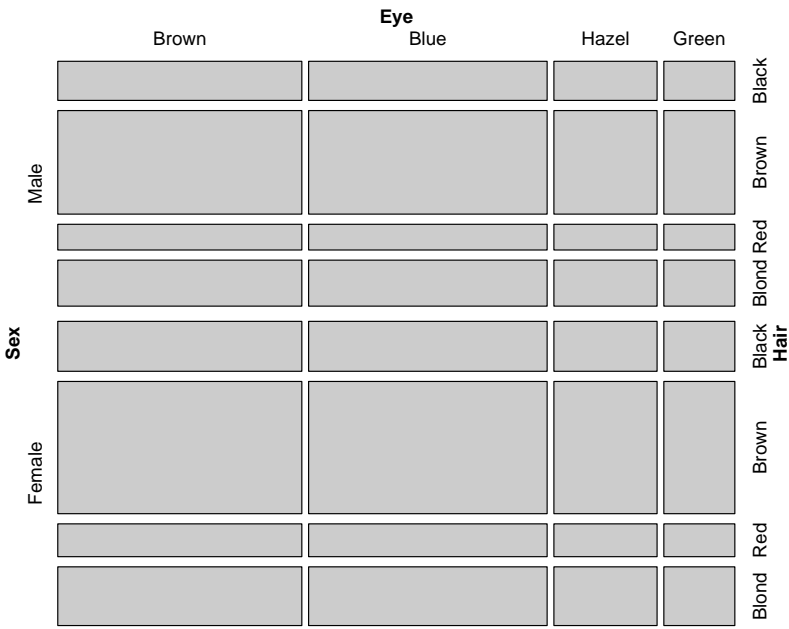 Eye
Brown Blue Hazel Green
Sex
Male
Female
Black
Brown
Red
Blond
Black
Brown
Red
Blond
Hair